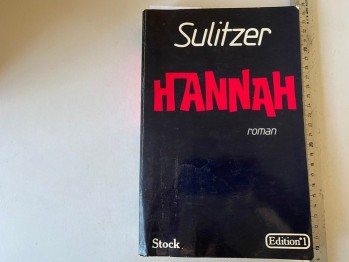 Sulitzer
HANNAH
roman
Stock
Edition°1